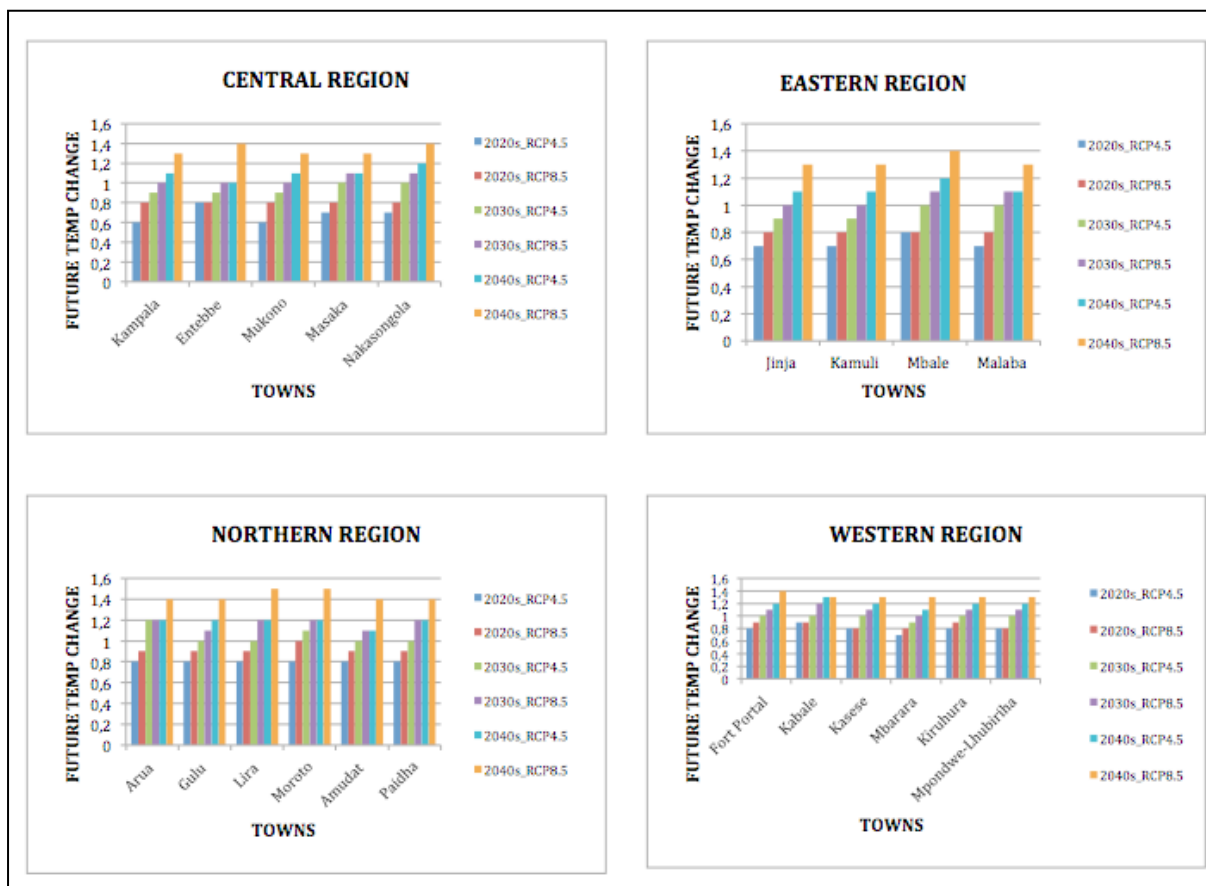 CENTRAL REGION
FUTURE TEMP CHANGE
1,6
1,4
1,2
1
0,8
0,6
0,4
0,2
0
Kampala
Entebbe
Mukono
Masaka
Nakasongola
TOWNS
2020s_RCP4.5
2020s_RCP8.5
2030s_RCP4.5
2030s_RCP8.5
2040s_RCP4.5
2040s_RCP8.5
EASTERN REGION
FUTURE TEMP CHANGE
1,6
1,4
1,2
1
0,8
0,6
0,4
0,2
0
Jinja
Kamuli
Mbale
Malaba
TOWNS
2020s_RCP4.5
2020s_RCP8.5
2030s_RCP4.5
2030s_RCP8.5
2040s_RCP4.5
2040s_RCP8.5
NORTHERN REGION
FUTURE TEMP CHANGE
1,6
1,4
1,2
1
0,8
0,6
0,4
0,2
0
Arua
Gulu
Lira
Moroto
Amudat
Paidha
TOWNS
2020s_RCP4.5
2020s_RCP8.5
2030s_RCP4.5
2030s_RCP8.5
2040s_RCP4.5
2040s_RCP8.5
WESTERN REGION
FUTURE TEMP CHANGE
1,6
1,4
1,2
1
0,8
0,6
0,4
0,2
0
Fort Portal
Kabale
Kasese
Mbarara
Kiruhura
Mpondwe-Lhubiriha
TOWNS
2020s_RCP4.5
2020s_RCP8.5
2030s_RCP4.5
2030s_RCP8.5
2040s_RCP4.5
2040s_RCP8.5